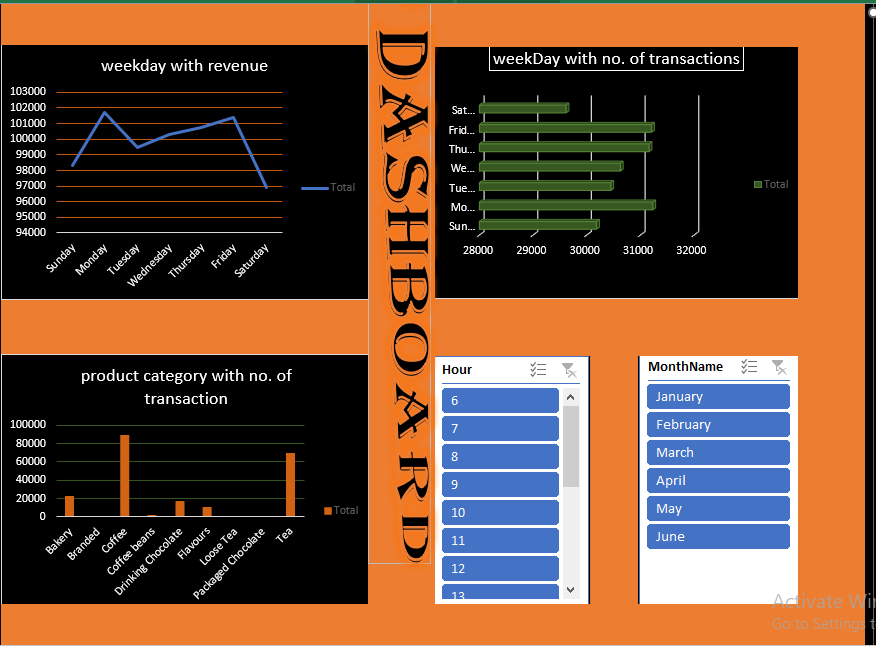 weekday with revenue
103000
102000
101000
100000
99000
98000
97000
96000
95000
94000
Sunday
Monday
Tuesday
Wednesday
Thursday
Friday
Saturday
Total
DASHBOARD
weekDay with no. of transactions
Sat...
Frid...
Thu...
We...
Tue...
Mo...
Sun...
28000 29000 30000 31000 32000
Total
product category with no. of
transaction
100000
80000
60000
40000
20000
0
Bakery
Branded
Coffee
Coffee beans
Drinking Chocolate
Flavours
Loose Tea
Packaged Chocolate
Tea
Total
Hour
6
7
8
9
10
11
12
13
MonthName
January
February
March
April
May
June
Activate Wi
Go to Settings t